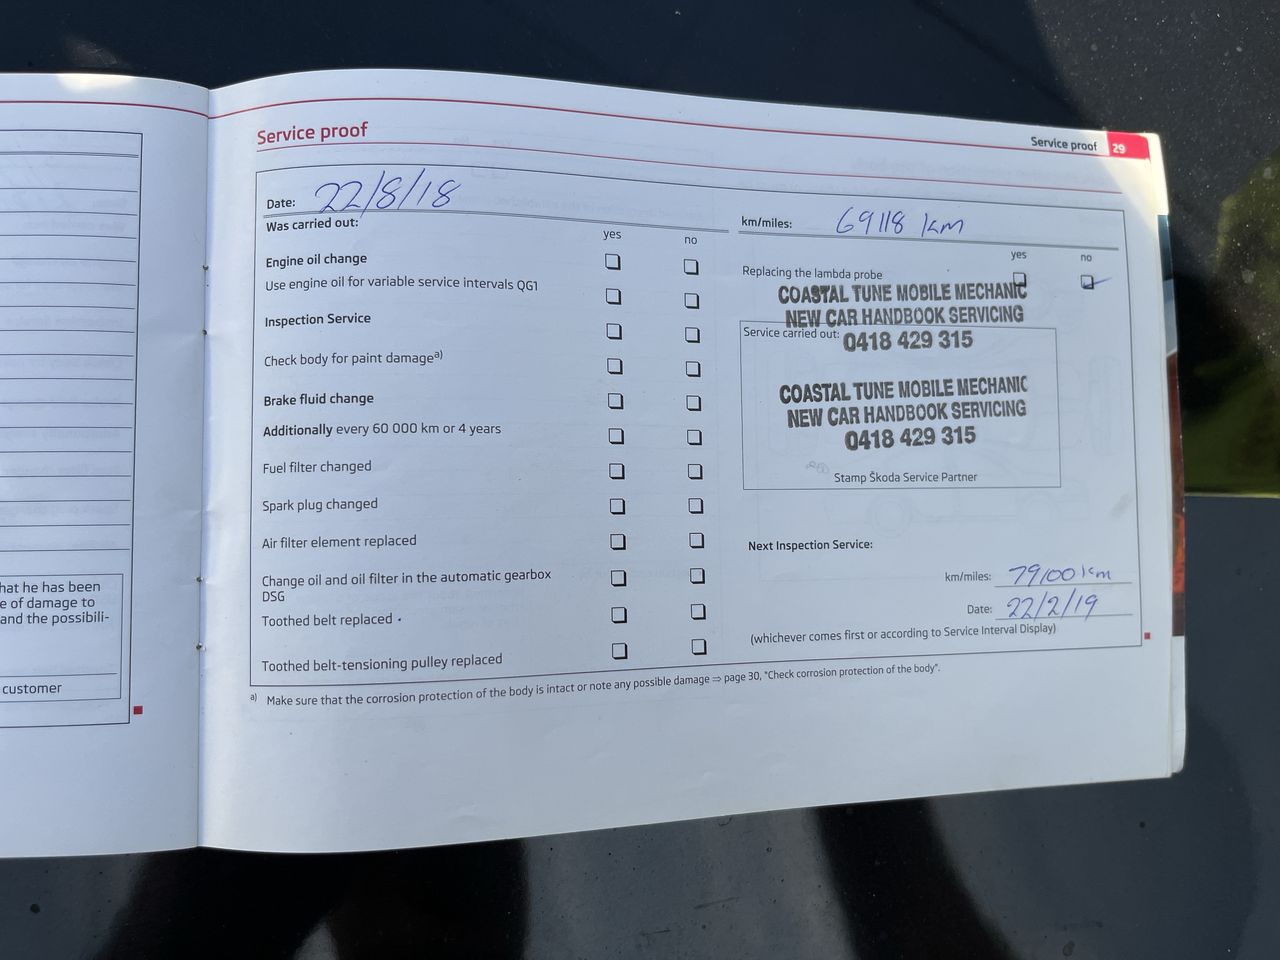 hat he has been
e of damage to
and the possibili-
customer
Service proof 29
Service proof
Date: 22/8/18
km/miles: 69118 km
Was carried out:
yes no
Engine oil change
Use engine oil for variable service intervals QG1
Inspection Service
Check body for paint damage a)
Brake fluid change
Additionally every 60 000 km or 4 years
Fuel filter changed
Spark plug changed
Air filter element replaced
Change oil and oil filter in the automatic gearbox
DSG
Toothed belt replaced
Toothed belt-tensioning pulley replaced
yes no
Replacing the lambda probe
COASTAL TUNE MOBILE MECHANIC
NEW CAR HANDBOOK SERVICING
0418 429 315
Service carried out:
COASTAL TUNE MOBILE MECHANIC
NEW CAR HANDBOOK SERVICING
0418 429 315
Stamp Škoda Service Partner
Next Inspection Service:
km/miles: 79100 km
Date: 22/2/19
(whichever comes first or according to Service Interval Display)
a) Make sure that the corrosion protection of the body is intact or note any possible damage ⇒ page 30, "Check corrosion protection of the body".